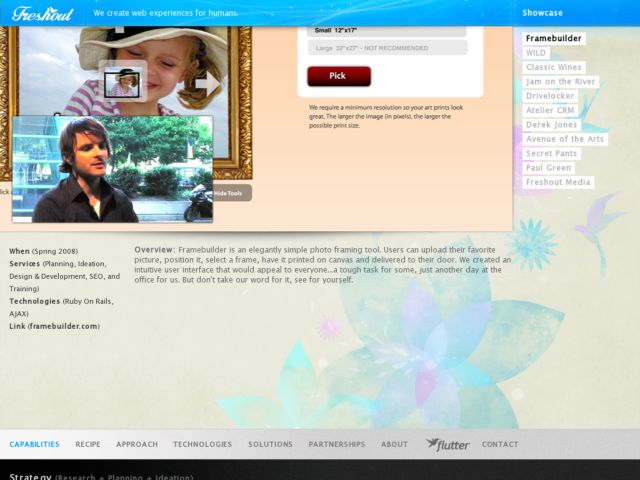 Freshout
We create web experiences for humans.
Showcase
Small 12"x17"
Large 22"x27" - NOT RECOMMENDED
Pick
We require a minimum resolution so your art prints look
great. The larger the image (in pixels), the larger the
possible print size.
Hide Tools
Framebuilder
WILD
Classic Wines
Jam on the River
Drivelocker
Atelier CRM
Derek Jones
Avenue of the Arts
Secret Pants
Paul Green
Freshout Media
When (Spring 2008)
Services (Planning, Ideation,
Design & Development, SEO, and
Training)
Technologies (Ruby On Rails,
AJAX)
Link (framebuilder.com)
Overview: Framebuilder is an elegantly simple photo framing tool. Users can upload their favorite
picture, position it, select a frame, have it printed on canvas and delivered to their door. We created an
intuitive user interface that would appeal to everyone...a tough task for some, just another day at the
office for us. But don't take our word for it, see for yourself.
CAPABILITIES RECIPE APPROACH TECHNOLOGIES SOLUTIONS PARTNERSHIPS ABOUT flutter CONTACT
Strategy (Research + Planning + Ideation)